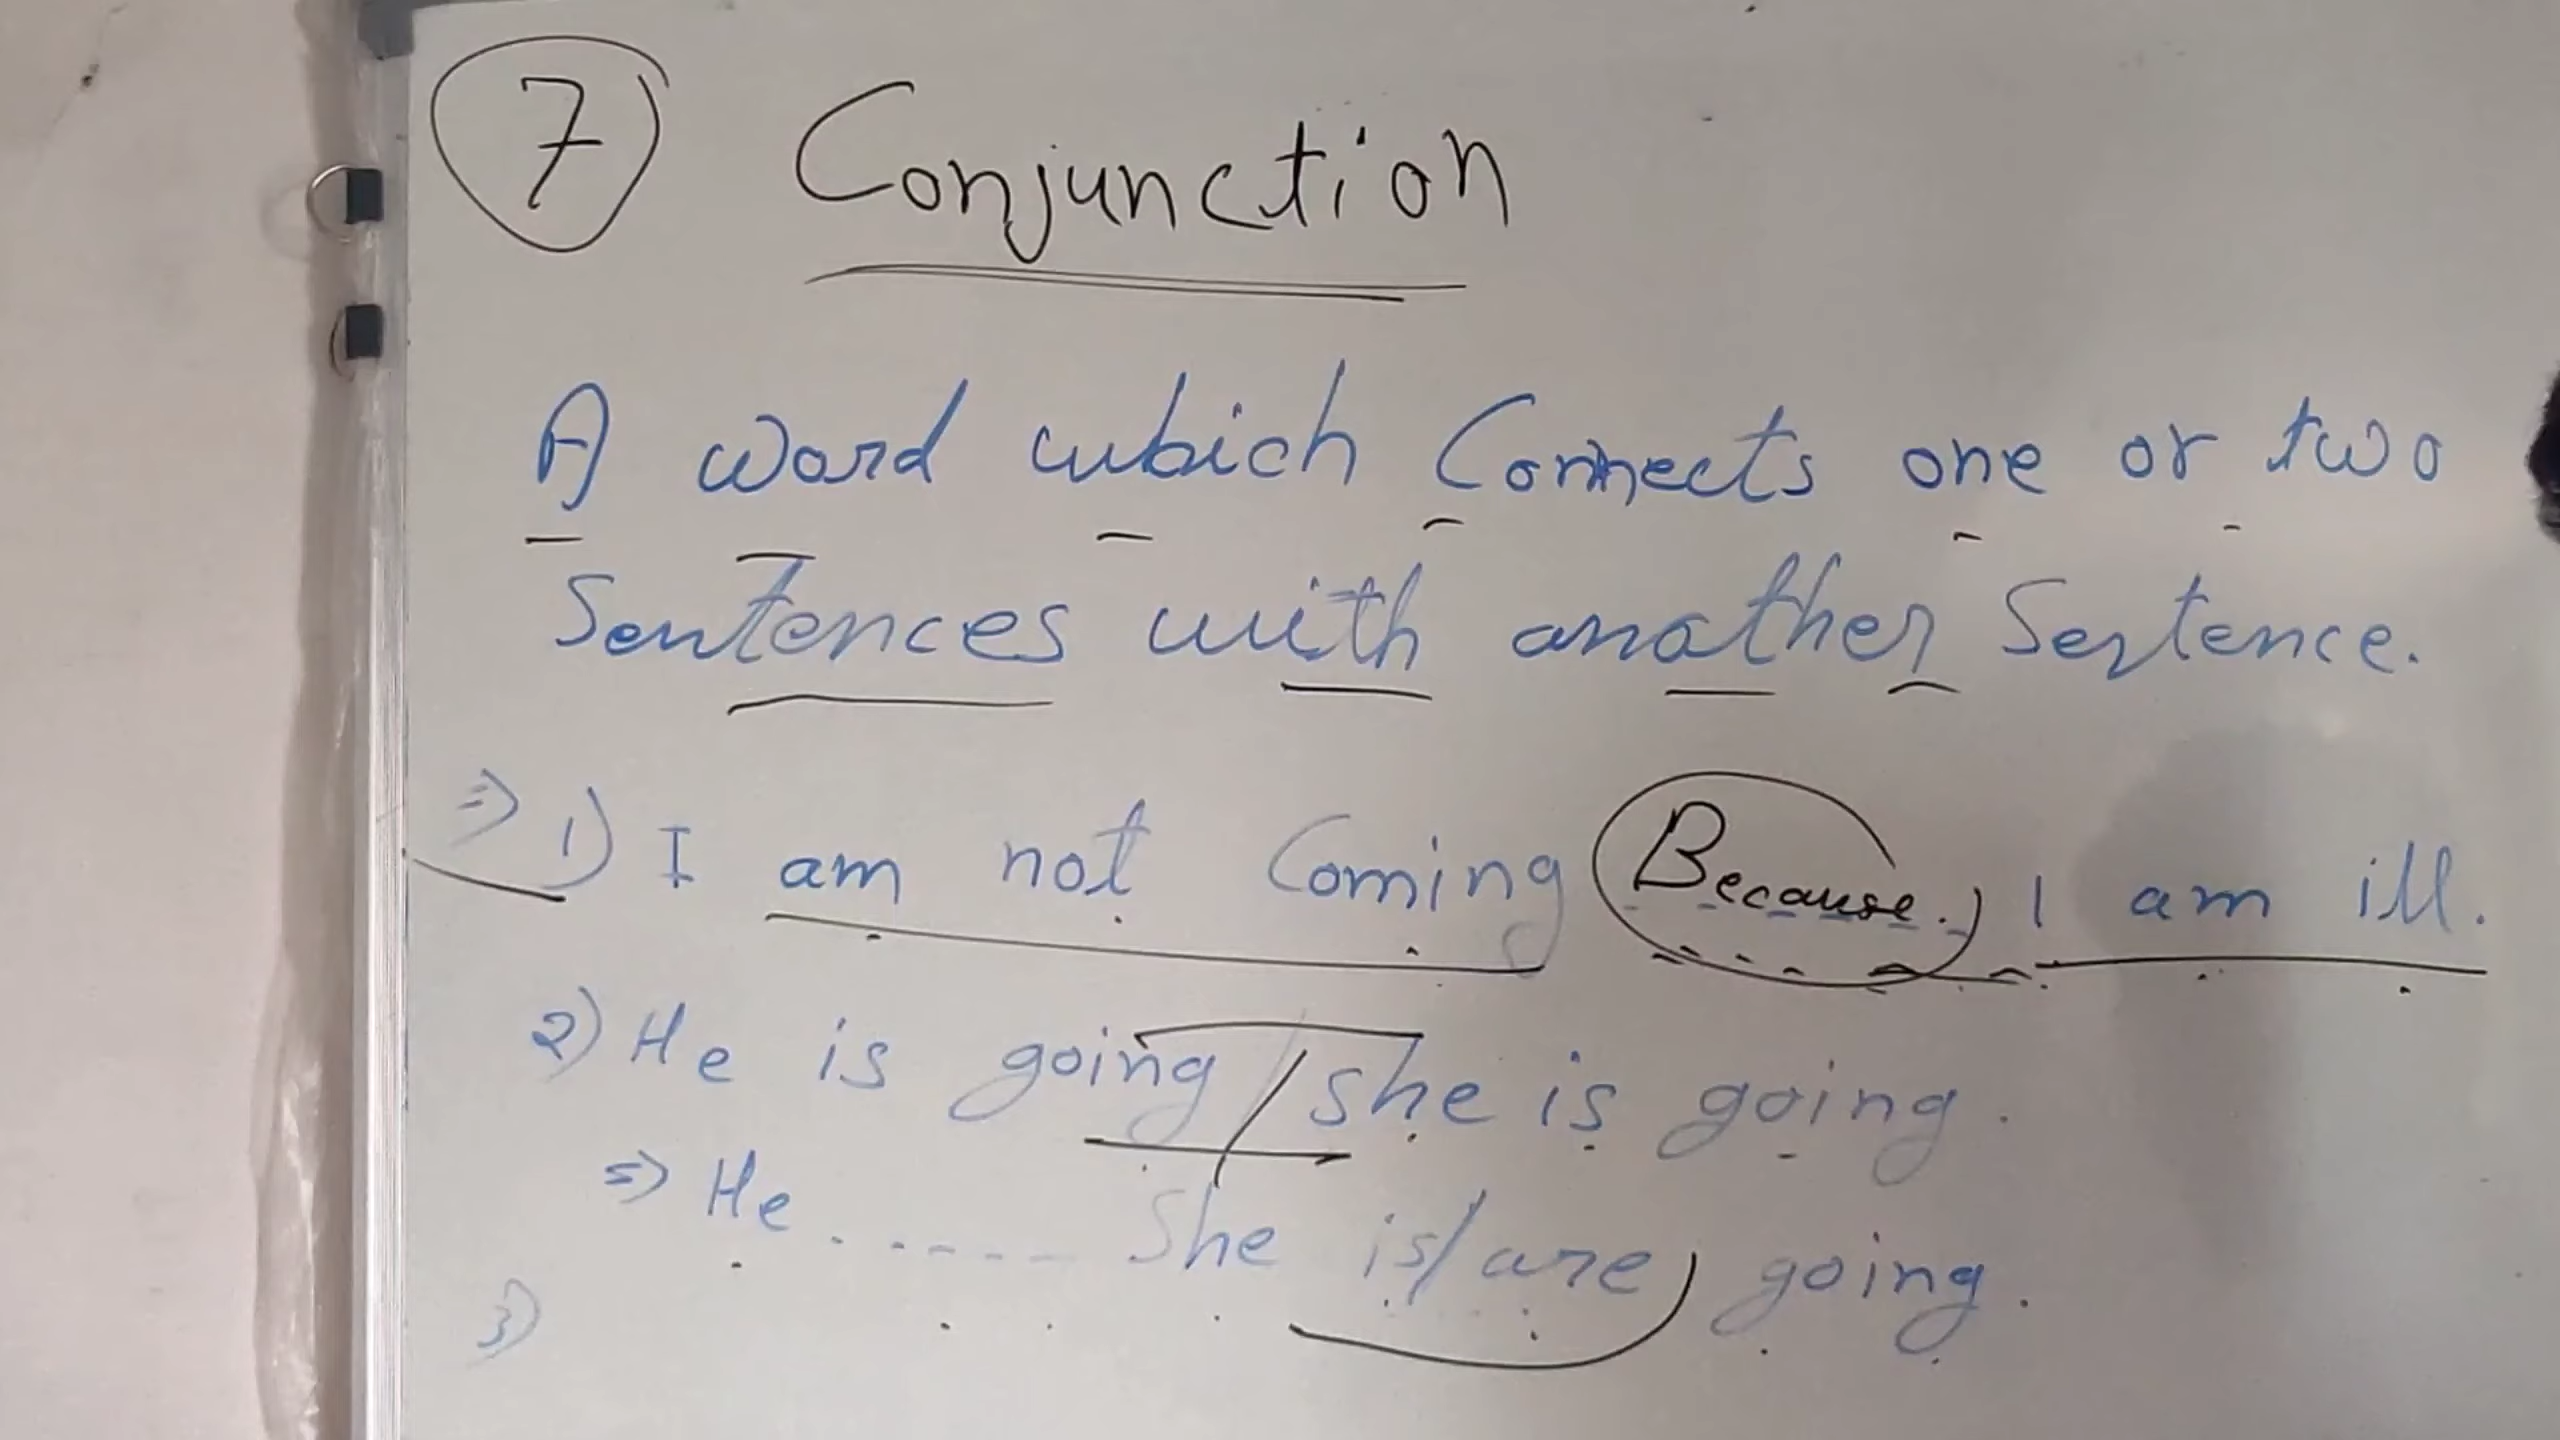 7 Conjunction
A word which Connects one or two
Sentences with another Sentence.
⇒ 1) I am not Coming Because. I am ill.
2) He is going / she is going.
⇒ He ------ She is/are going.
3)